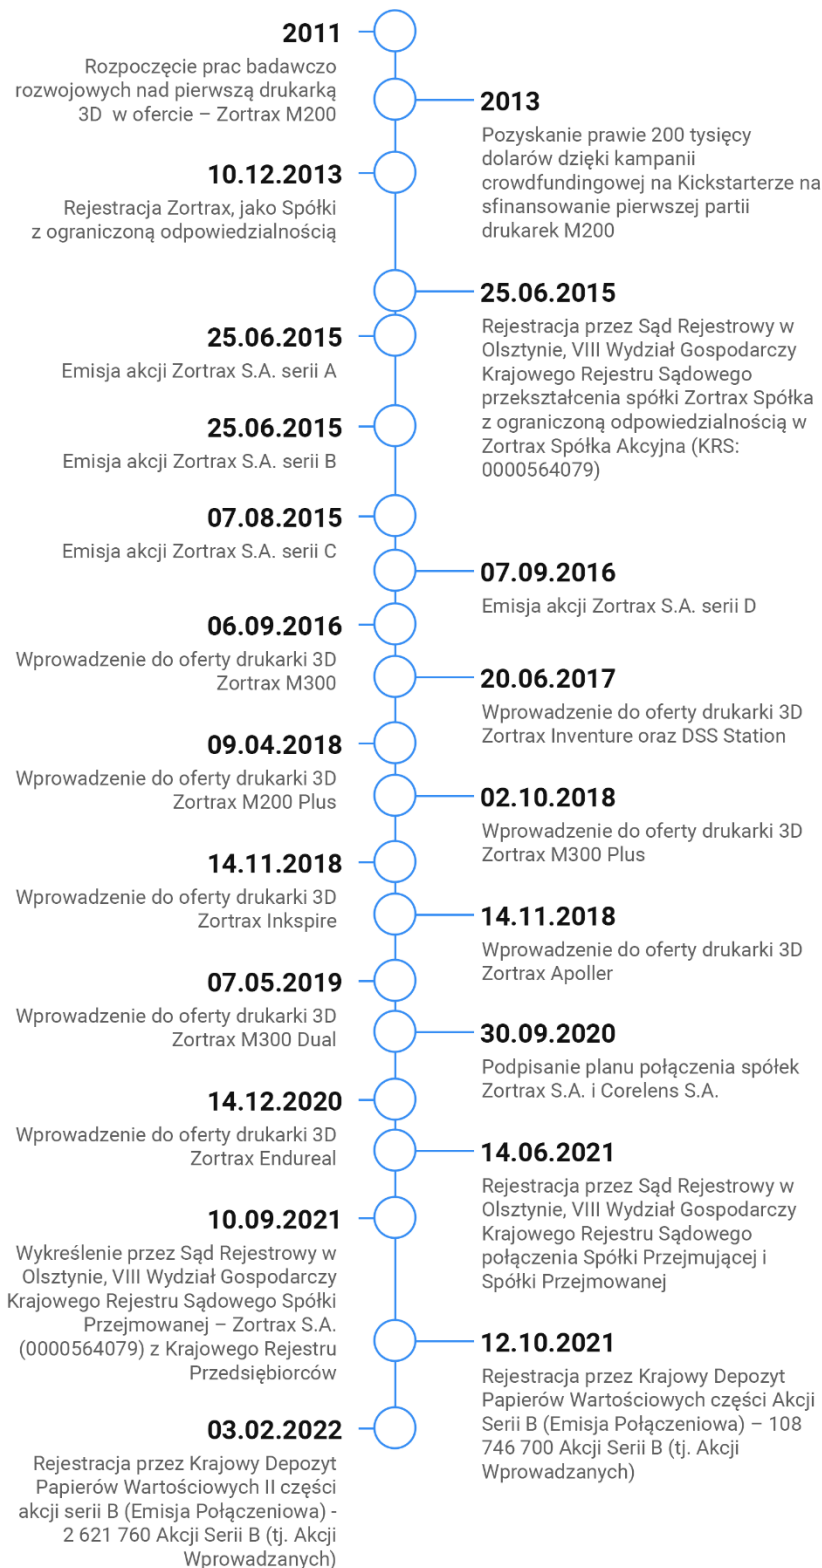 2011
Rozpoczęcie prac badawczo
rozwojowych nad pierwszą drukarką
3D w ofercie – Zortrax M200
2013
Pozyskanie prawie 200 tysięcy
dolarów dzięki kampanii
crowdfundingowej na Kickstarterze na
sfinansowanie pierwszej partii
drukarek M200
10.12.2013
Rejestracja Zortrax, jako Spółki
z ograniczoną odpowiedzialnością
25.06.2015
Rejestracja przez Sąd Rejestrowy w
Olsztynie, VIII Wydział Gospodarczy
Krajowego Rejestru Sądowego
przekształcenia spółki Zortrax Spółka
z ograniczoną odpowiedzialnością w
Zortrax Spółka Akcyjna (KRS:
0000564079)
25.06.2015
Emisja akcji Zortrax S.A. serii A
25.06.2015
Emisja akcji Zortrax S.A. serii B
07.08.2015
Emisja akcji Zortrax S.A. serii C
07.09.2016
Emisja akcji Zortrax S.A. serii D
06.09.2016
Wprowadzenie do oferty drukarki 3D
Zortrax M300
20.06.2017
Wprowadzenie do oferty drukarki 3D
Zortrax Inventure oraz DSS Station
09.04.2018
Wprowadzenie do oferty drukarki 3D
Zortrax M200 Plus
02.10.2018
Wprowadzenie do oferty drukarki 3D
Zortrax M300 Plus
14.11.2018
Wprowadzenie do oferty drukarki 3D
Zortrax Inkspire
14.11.2018
Wprowadzenie do oferty drukarki 3D
Zortrax Apoller
07.05.2019
Wprowadzenie do oferty drukarki 3D
Zortrax M300 Dual
30.09.2020
Podpisanie planu połączenia spółek
Zortrax S.A. i Corelens S.A.
14.12.2020
Wprowadzenie do oferty drukarki 3D
Zortrax Endureal
14.06.2021
Rejestracja przez Sąd Rejestrowy w
Olsztynie, VIII Wydział Gospodarczy
Krajowego Rejestru Sądowego
połączenia Spółki Przejmującej i
Spółki Przejmowanej
10.09.2021
Wykreślenie przez Sąd Rejestrowy w
Olsztynie, VIII Wydział Gospodarczy
Krajowego Rejestru Sądowego Spółki
Przejmowanej – Zortrax S.A.
(0000564079) z Krajowego Rejestru
Przedsiębiorców
12.10.2021
Rejestracja przez Krajowy Depozyt
Papierów Wartościowych części Akcji
Serii B (Emisja Połączeniowa) – 108
746 700 Akcji Serii B (tj. Akcji
Wprowadzanych)
03.02.2022
Rejestracja przez Krajowy Depozyt
Papierów Wartościowych II części
akcji serii B (Emisja Połączeniowa) -
2 621 760 Akcji Serii B (tj. Akcji
Wprowadzanych)